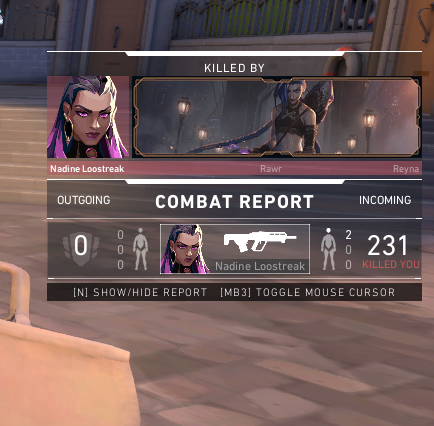 KILLED BY
Nadine Loostreak Rawr Reyna
OUTGOING COMBAT REPORT INCOMING
0 0 0 0 2 0 0 231
Nadine Loostreak KILLED YOU
[N] SHOW/HIDE REPORT [MB3] TOGGLE MOUSE CURSOR